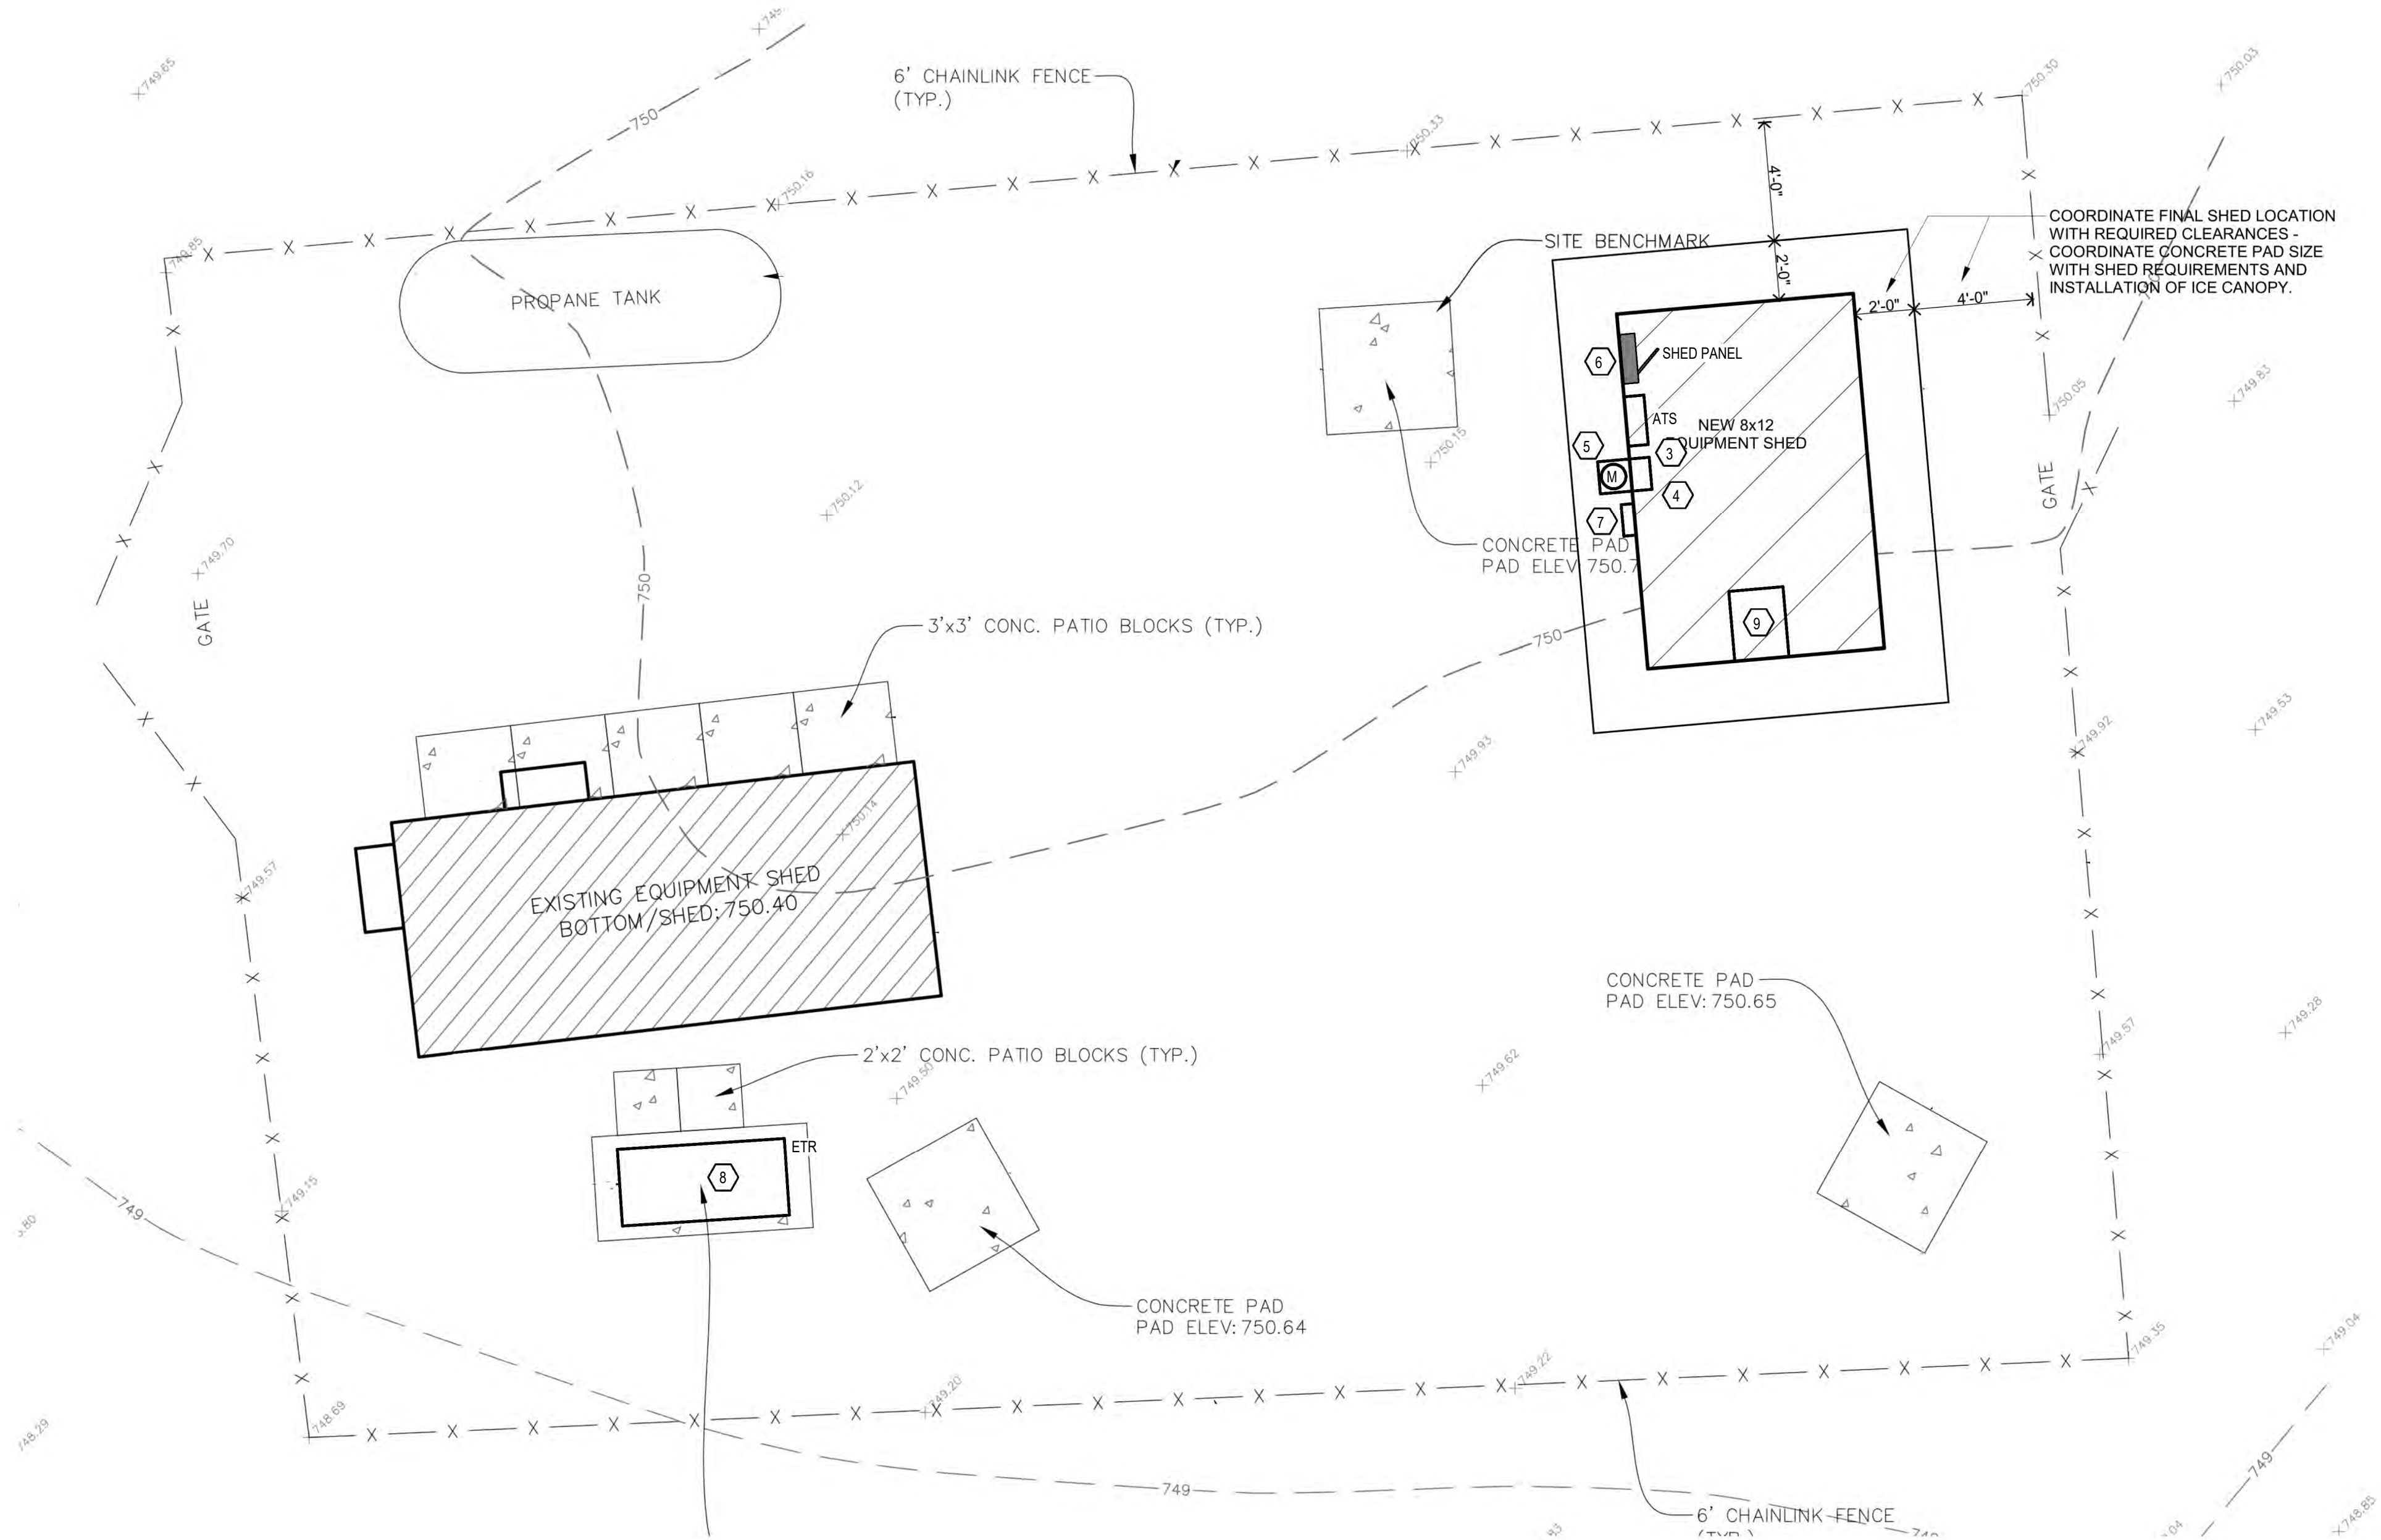 749.65
750
6' CHAINLINK FENCE
(TYP.)
750.33
750.30
750.03
750.16
749.85
4'-0"
COORDINATE FINAL SHED LOCATION
WITH REQUIRED CLEARANCES -
COORDINATE CONCRETE PAD SIZE
WITH SHED REQUIREMENTS AND
INSTALLATION OF ICE CANOPY.
SITE BENCHMARK
2'-0"
2'-0"
4'-0"
PROPANE TANK
6
SHED PANEL
ATS
NEW 8x12
EQUIPMENT SHED
5
3
M
4
7
9
750.05
749.83
GATE
750.15
750.12
CONCRETE PAD
PAD ELEV 750.7
749.70
GATE
750
3'x3' CONC. PATIO BLOCKS (TYP.)
750
749.93
749.92
749.53
750.14
EXISTING EQUIPMENT SHED
BOTTOM/SHED: 750.40
749.57
CONCRETE PAD
PAD ELEV: 750.65
749.28
749.57
2'x2' CONC. PATIO BLOCKS (TYP.)
749.50
749.62
ETR
8
749.15
749
CONCRETE PAD
PAD ELEV: 750.64
749.35
749.04
749.22
749.20
748.69
749
749
6' CHAINLINK FENCE
748.85